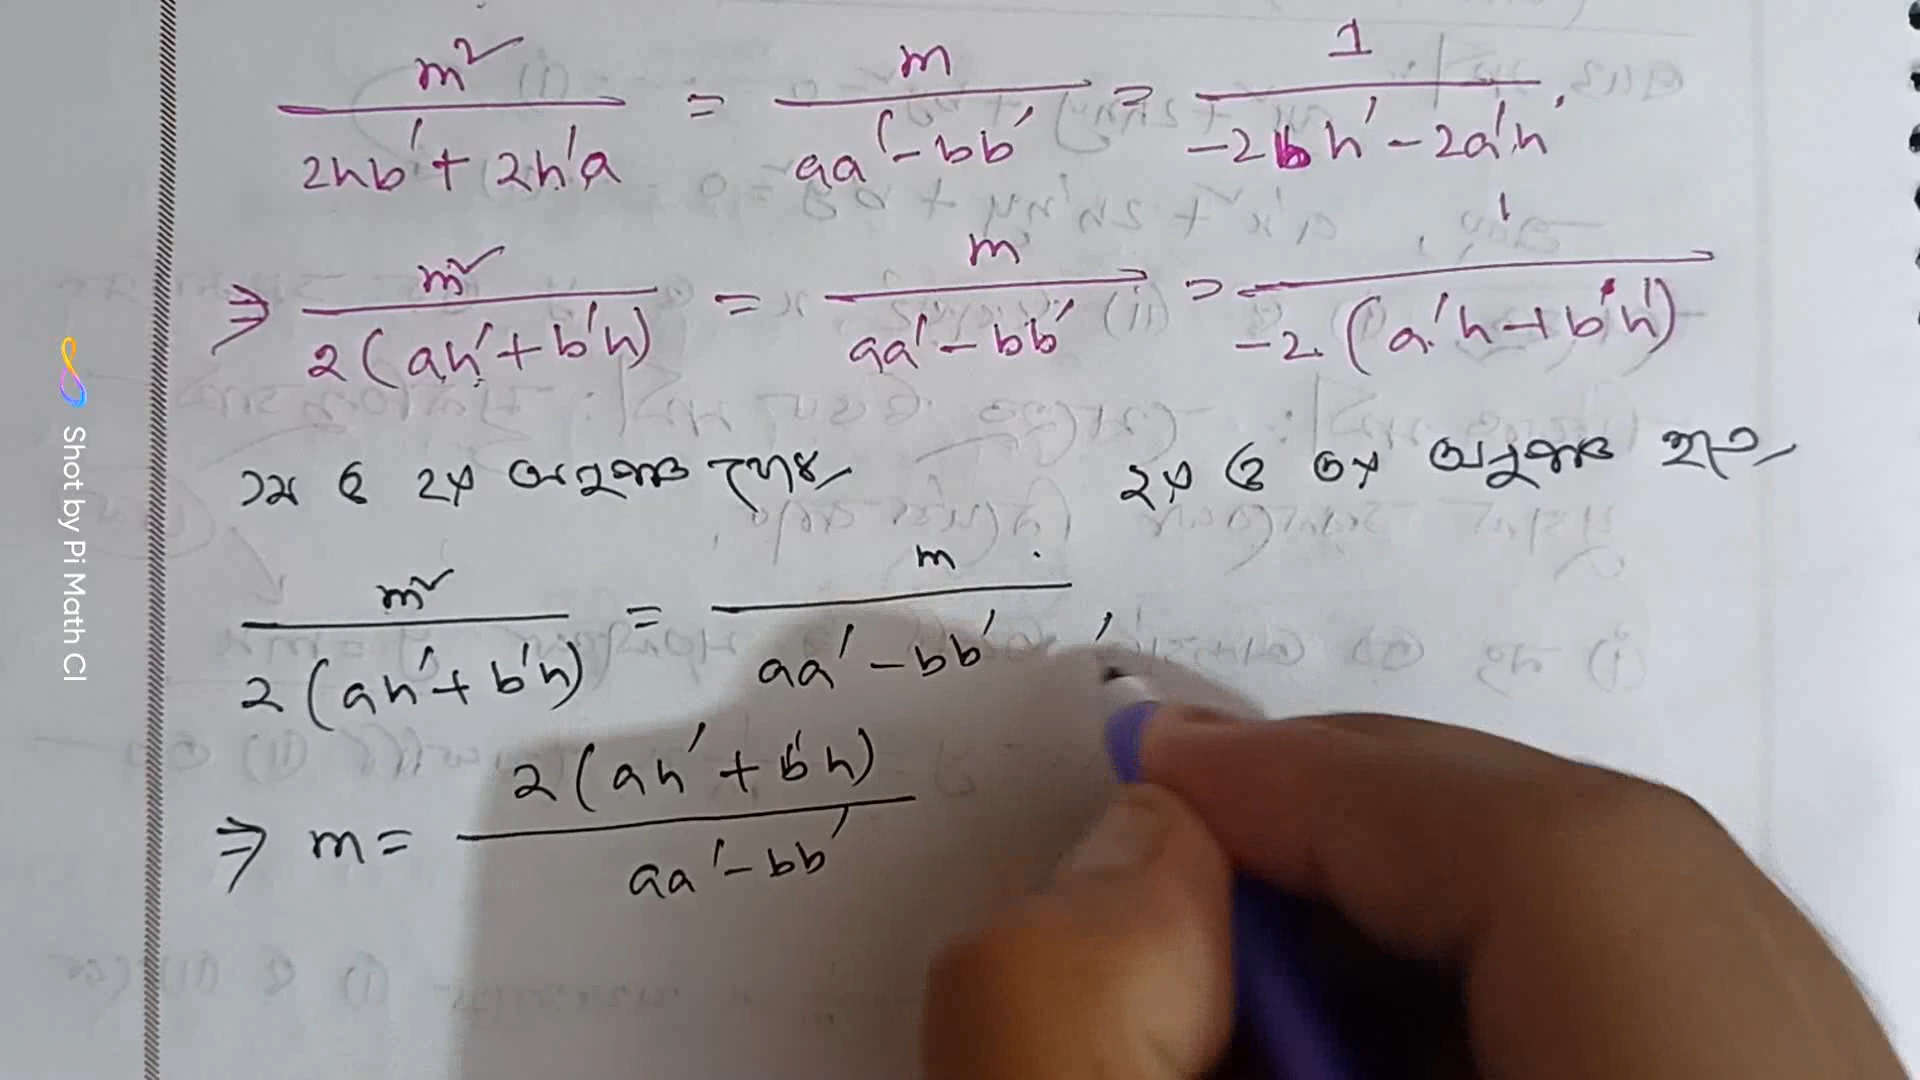 m² / (2hb' + 2h'a) = m / (aa' - bb') = 1 / (-2bh' - 2a'h)
⇒ m² / 2(ah' + b'h) = m / (aa' - bb') = 1 / -2(a'h + b'h')
১ম ও ২য় অনুপাত হতে, ২য় ও ৩য় অনুপাত হতে,
m² / 2(ah' + b'h) = m / (aa' - bb')
⇒ m = 2(ah' + b'h) / (aa' - bb')
Shot by Pi Math Cl